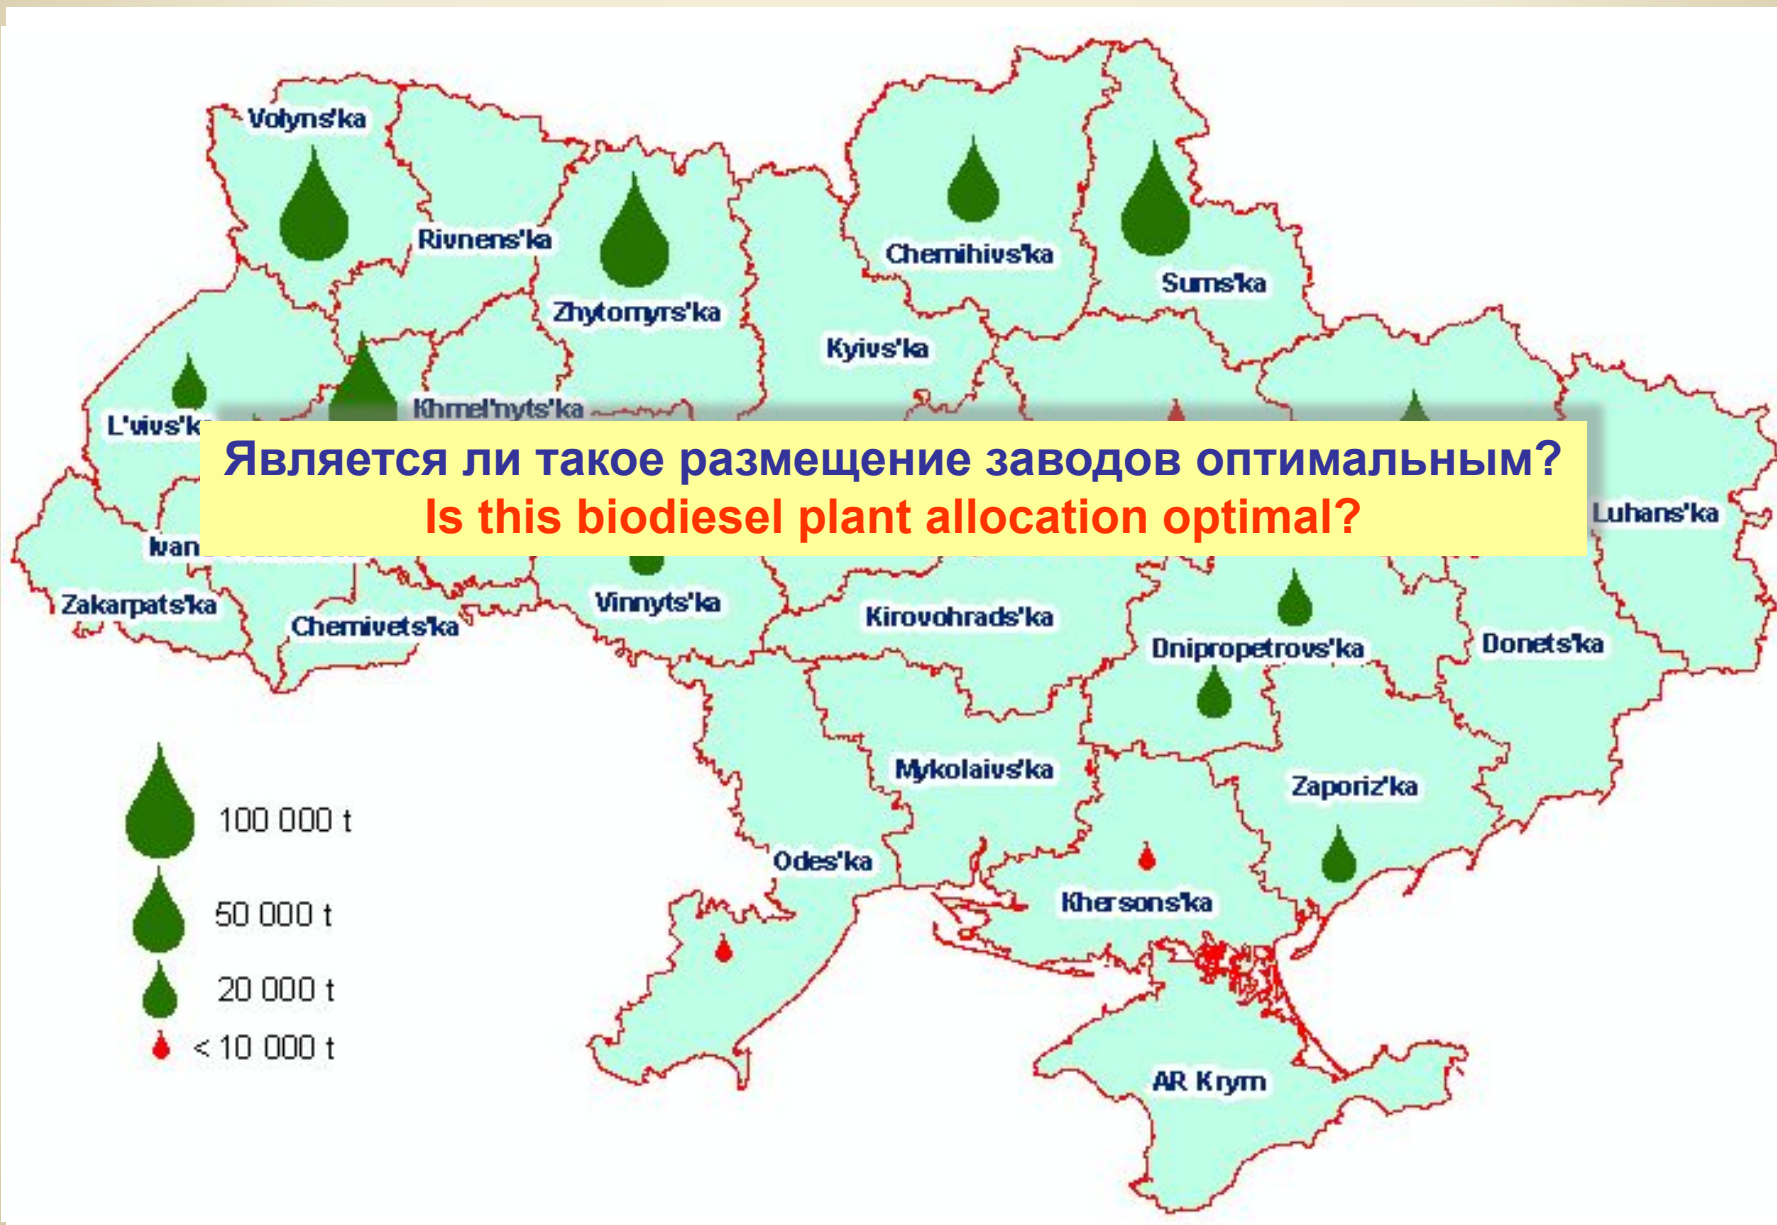 Volyns'ka
Rivnens'ka
Zhytomyrs'ka
Chernihivs'ka
Sums'ka
Kyivs'ka
Khmel'nyts'ka
L'vivs'k
Является ли такое размещение заводов оптимальным?
Is this biodiesel plant allocation optimal?
Luhans'ka
Ivan
Zakarpats'ka
Chernivets'ka
Vinnyts'ka
Kirovohrads'ka
Dnipropetrovs'ka
Donets'ka
Mykolaivs'ka
Zaporiz'ka
Odes'ka
Khersons'ka
AR Krym
100 000 t
50 000 t
20 000 t
< 10 000 t